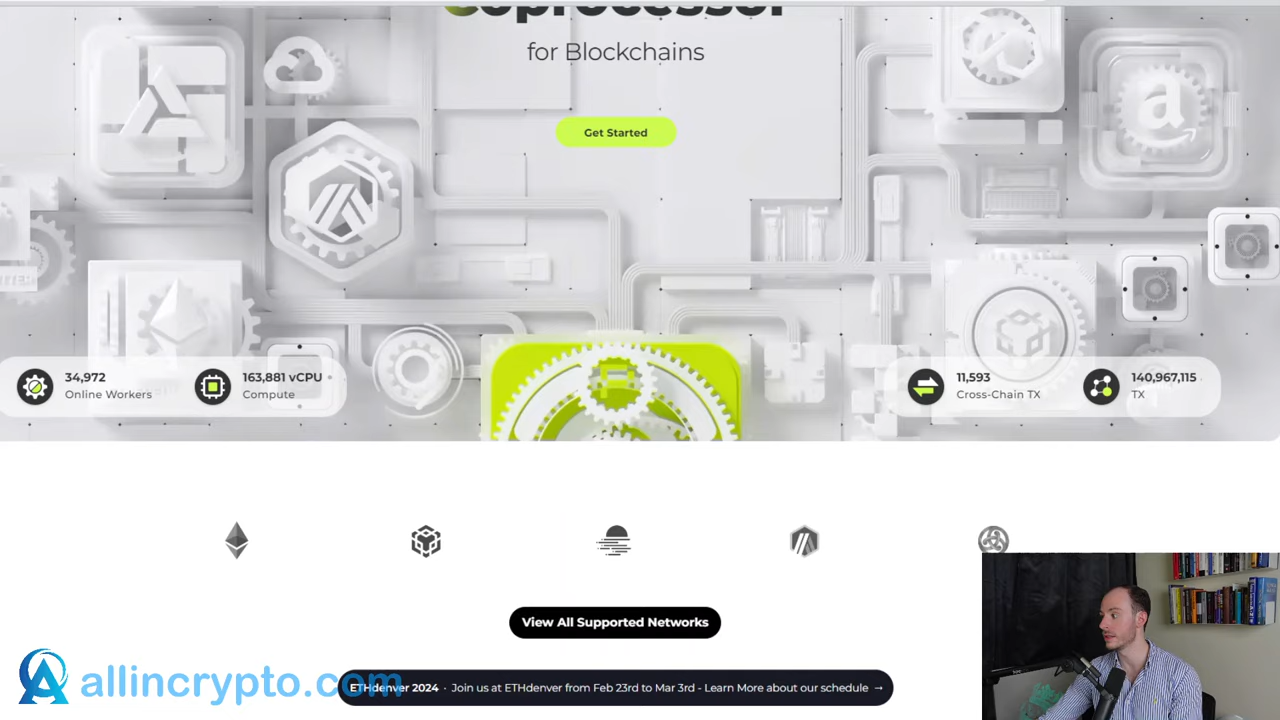 Coprocessor
for Blockchains
Get Started
34,972
Online Workers
163,881 vCPU
Compute
11,593
Cross-Chain TX
140,967,115
TX
View All Supported Networks
ETHdenver 2024 · Join us at ETHdenver from Feb 23rd to Mar 3rd - Learn More about our schedule →
allincrypto.com